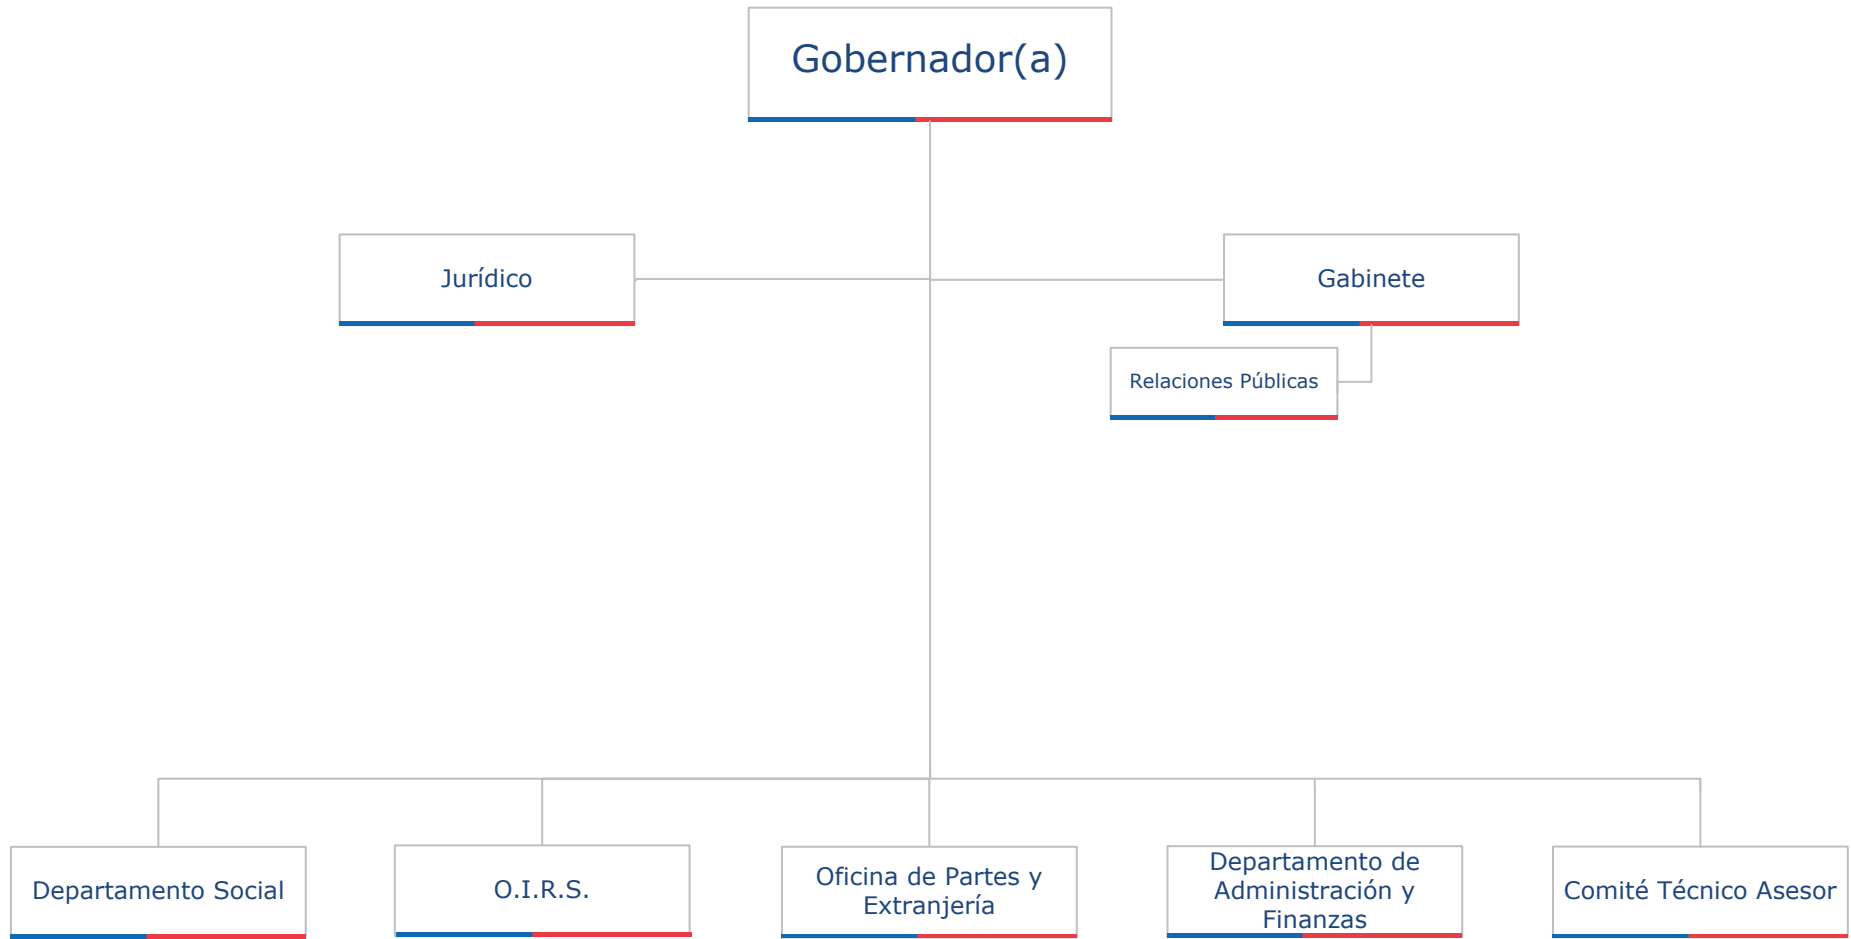 Gobernador(a)
Jurídico
Gabinete
Relaciones Públicas
Departamento Social
O.I.R.S.
Oficina de Partes y
Extranjería
Departamento de
Administración y
Finanzas
Comité Técnico Asesor